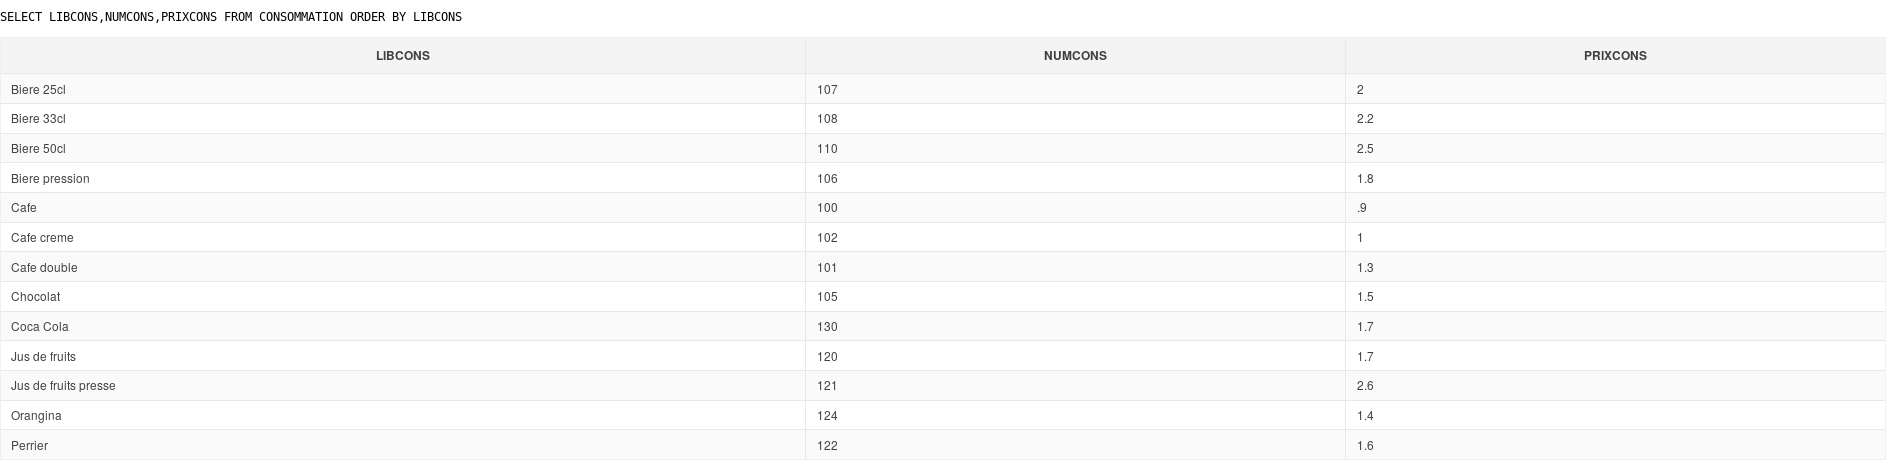 SELECT LIBCONS,NUMCONS,PRIXCONS FROM CONSOMMATION ORDER BY LIBCONS
LIBCONS NUMCONS PRIXCONS
Biere 25cl 107 2
Biere 33cl 108 2.2
Biere 50cl 110 2.5
Biere pression 106 1.8
Cafe 100 .9
Cafe creme 102 1
Cafe double 101 1.3
Chocolat 105 1.5
Coca Cola 130 1.7
Jus de fruits 120 1.7
Jus de fruits presse 121 2.6
Orangina 124 1.4
Perrier 122 1.6